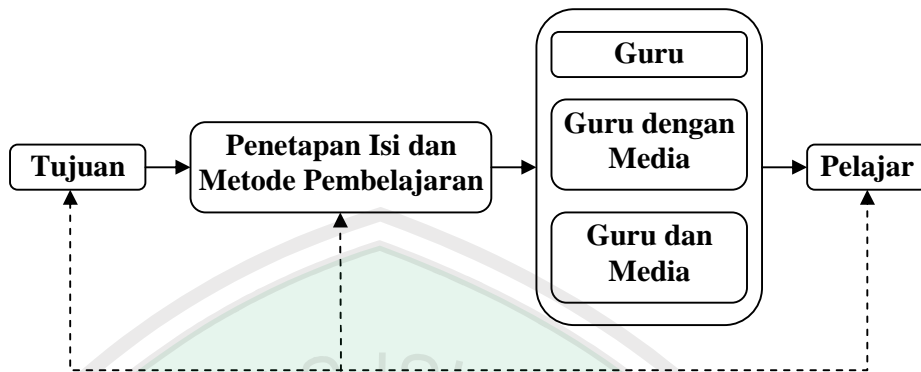 Guru
Guru dengan
Media
Guru dan
Media
Tujuan
Penetapan Isi dan
Metode Pembelajaran
Pelajar